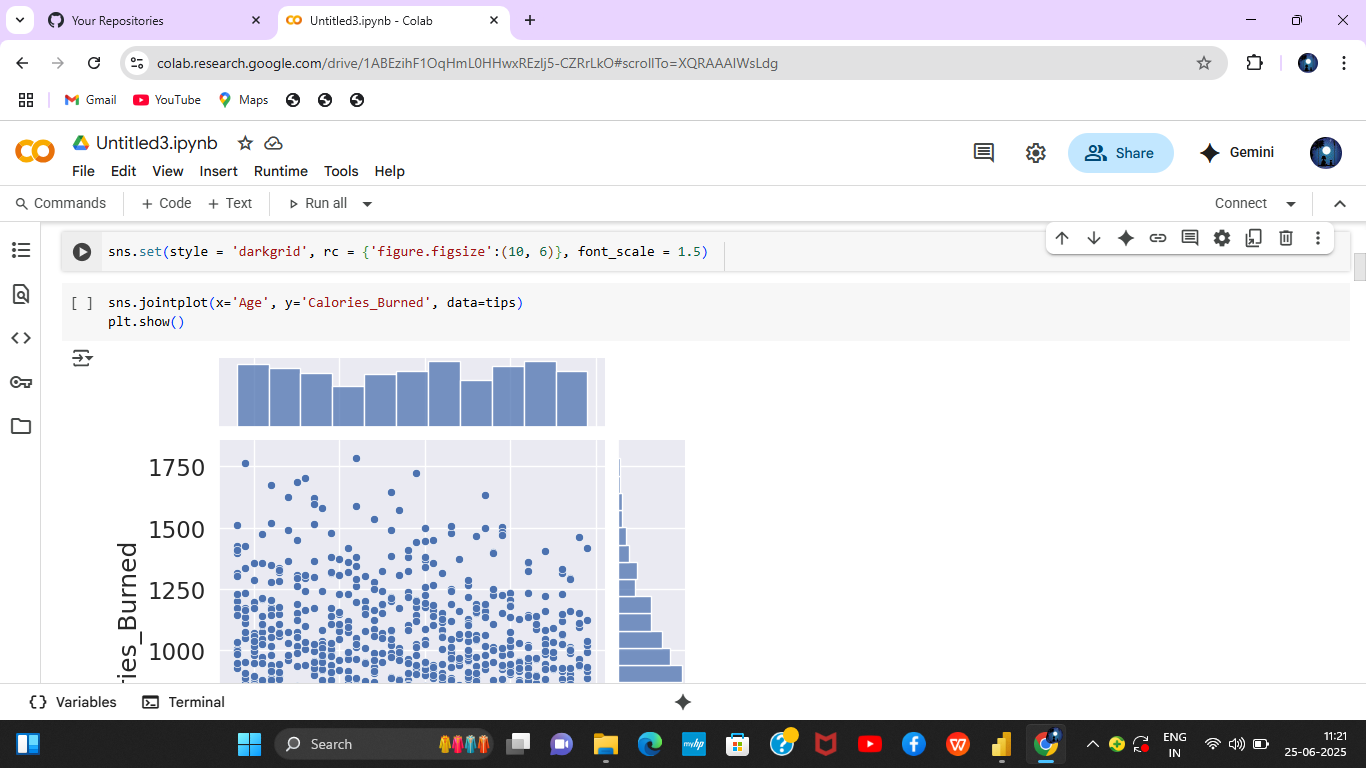 Your Repositories
Untitled3.ipynb - Colab
colab.research.google.com/drive/1ABEzihF1OqHmL0HHwxREzlj5-CZRrLkO#scrollTo=XQRAAAIWsLdg
Gmail
YouTube
Maps
Untitled3.ipynb
File Edit View Insert Runtime Tools Help
Share
Gemini
Commands + Code + Text Run all
Connect
sns.set(style = 'darkgrid', rc = {'figure.figsize':(10, 6)}, font_scale = 1.5)
[ ] sns.jointplot(x='Age', y='Calories_Burned', data=tips)
plt.show()
1750
1500
1250
1000
ries_Burned
Variables Terminal
Search
myhp
ENG
IN
11:21
25-06-2025